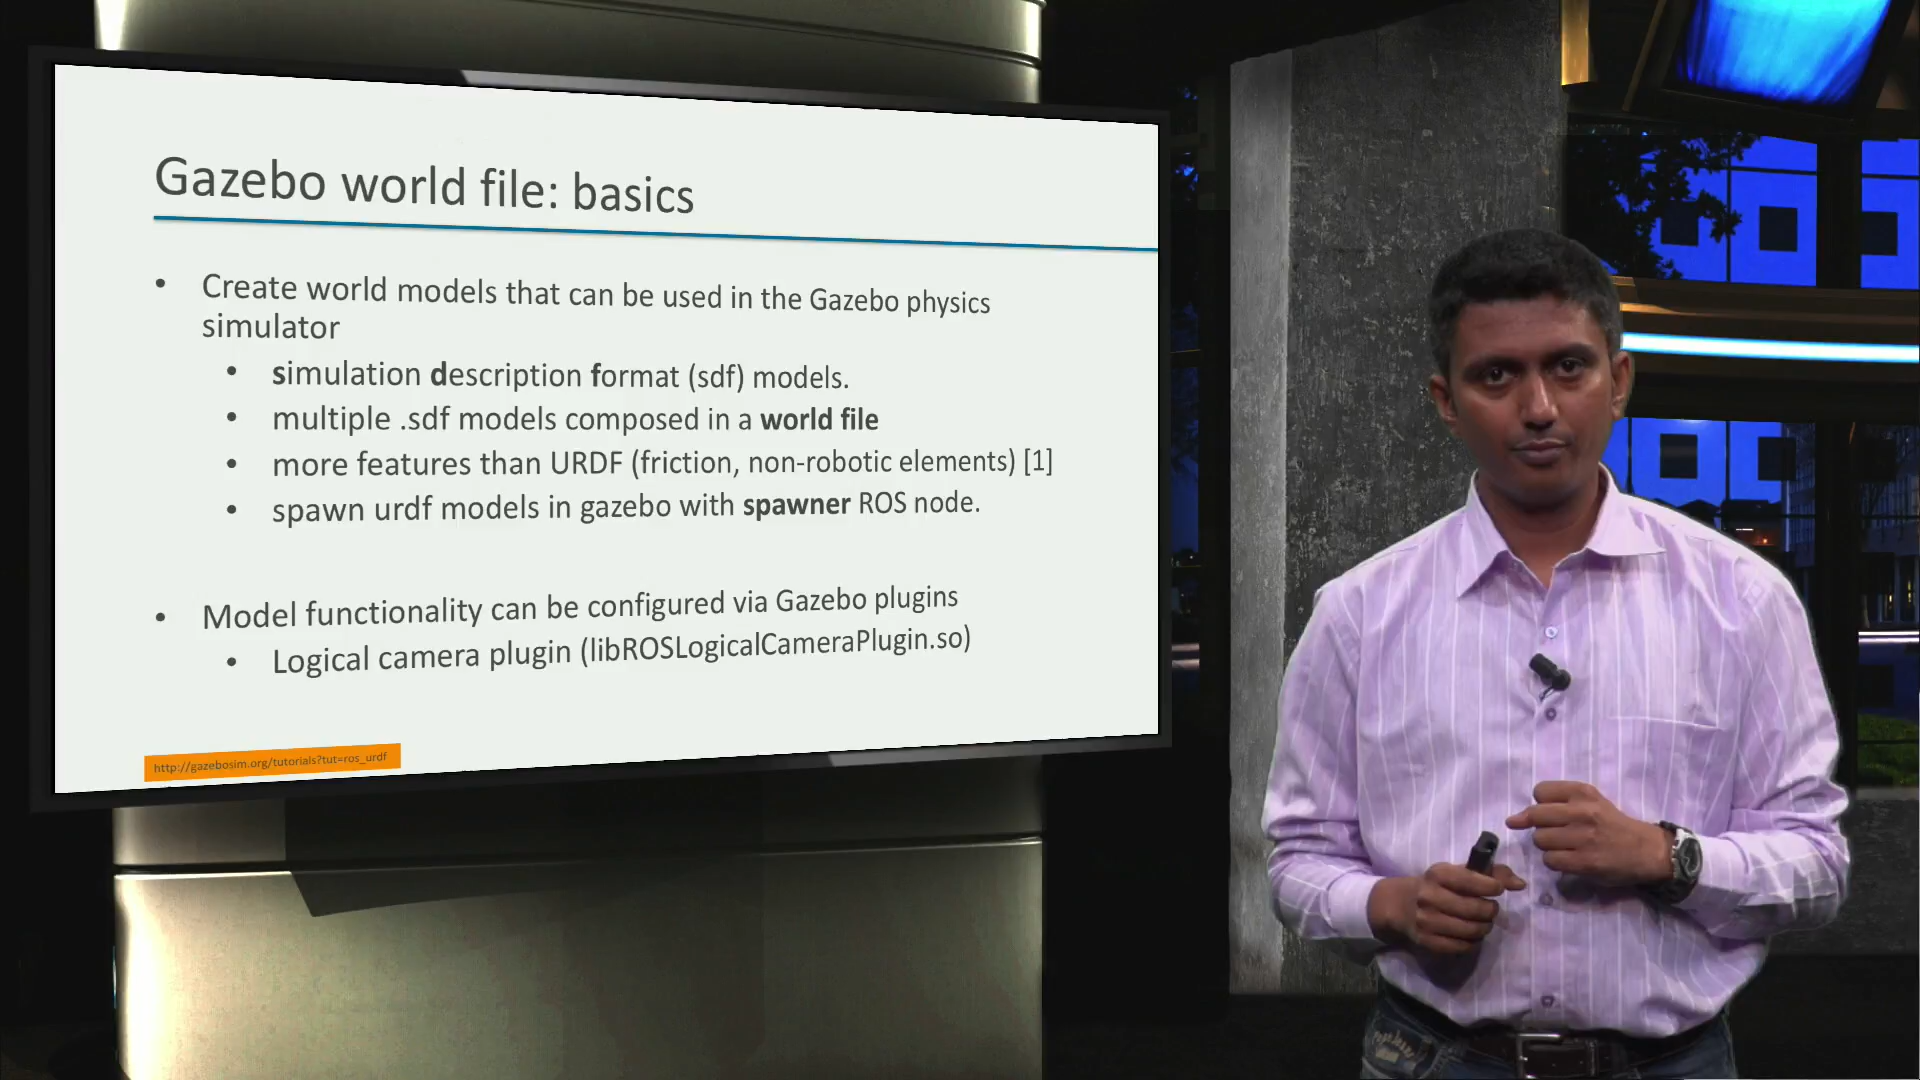 Gazebo world file: basics
• Create world models that can be used in the Gazebo physics
simulator
• simulation description format (sdf) models.
• multiple .sdf models composed in a world file
• more features than URDF (friction, non-robotic elements) [1]
• spawn urdf models in gazebo with spawner ROS node.
• Model functionality can be configured via Gazebo plugins
• Logical camera plugin (libROSLogicalCameraPlugin.so)
http://gazebosim.org/tutorials?tut=ros_urdf